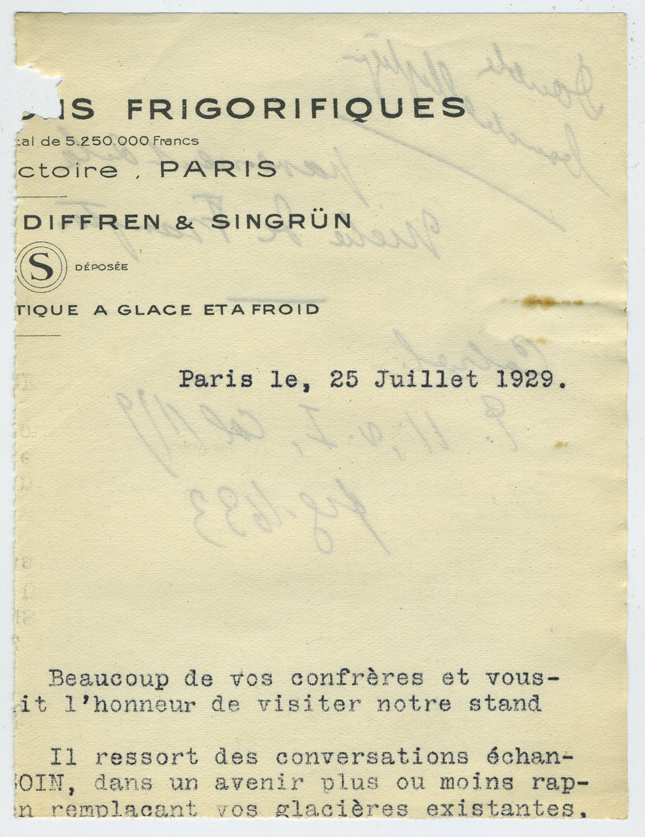 ONS FRIGORIFIQUES
tal de 5.250.000 Francs
ctoire, PARIS
DIFFREN & SINGRÜN
S DÉPOSÉE
TIQUE A GLACE ET A FROID
Paris le, 25 Juillet 1929.
Beaucoup de vos confrères et vous-
it l'honneur de visiter notre stand
Il ressort des conversations échan-
SOIN, dans un avenir plus ou moins rap-
n remplaçant vos glacières existantes,